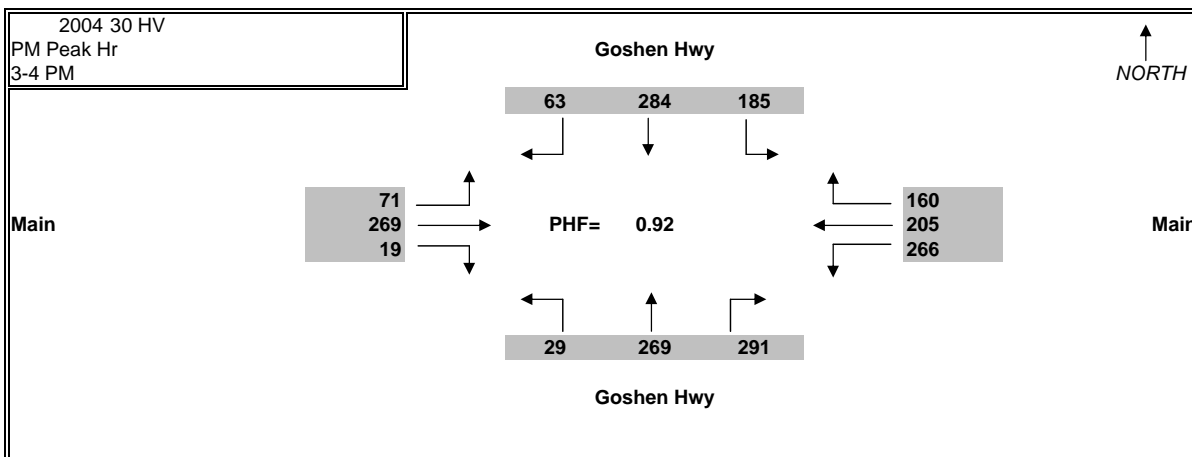 2004 30 HV
PM Peak Hr
3-4 PM
Goshen Hwy
NORTH
63 284 185
71
269
19
Main
PHF= 0.92
160
205
266
Main
29 269 291
Goshen Hwy